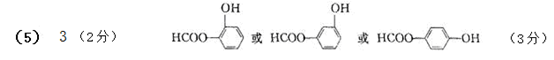 OH OH
(5) 3 (2分) HCOO— 或 HCOO— 或 HCOO— —OH (3分)